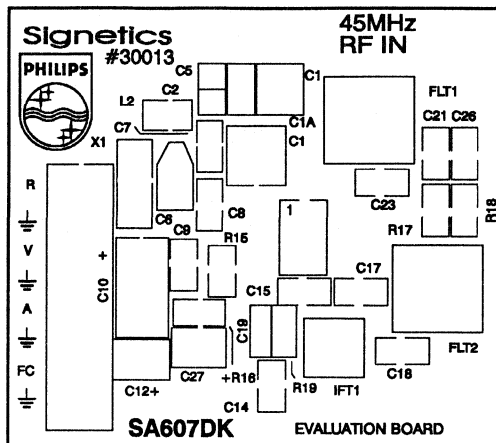 Signetics
#30013
PHILIPS
45MHz
RF IN
C5
C1
L2
C2
C1A
FLT1
C7
X1
C1
C21 C26
R
C6
C8
C23
R17
R18
1
C9
R15
V
+
C10
C15
C17
A
C19
FLT2
FC
C27
+R16
R19
IFT1
C18
C12+
C14
SA607DK
EVALUATION BOARD